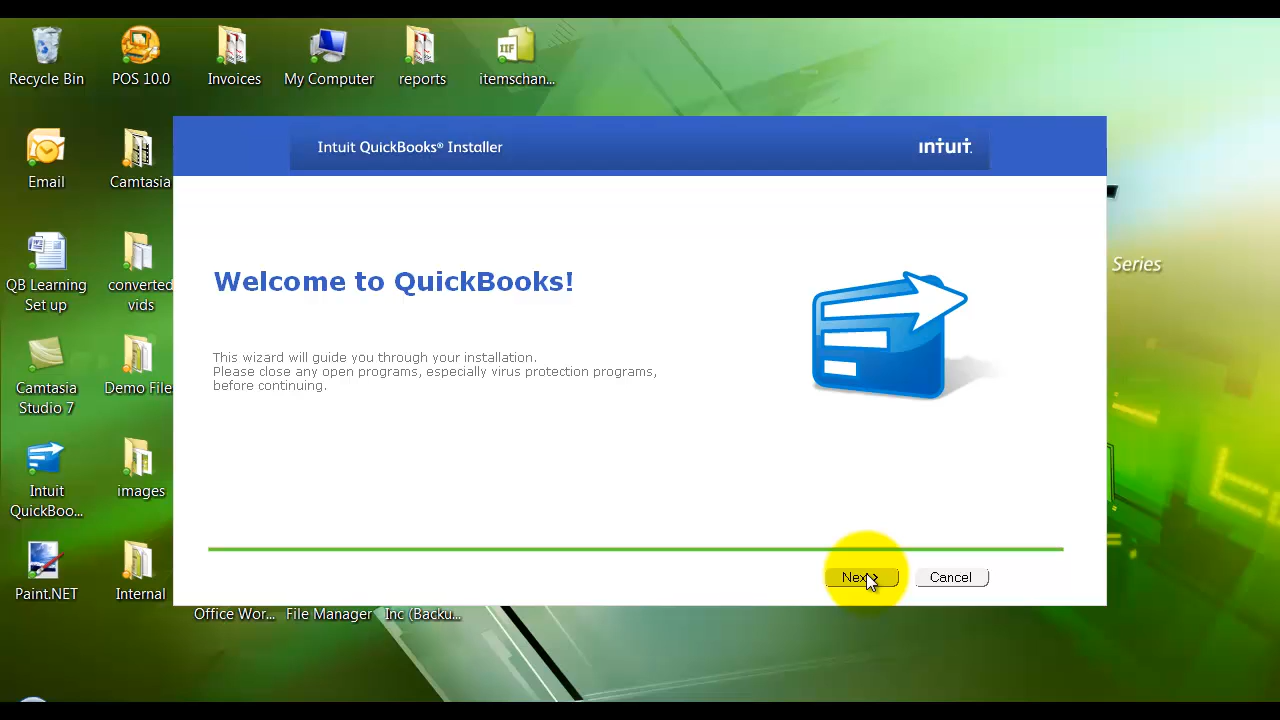 Recycle Bin
POS 10.0
Invoices
My Computer
reports
IIF
itemschan...
Intuit QuickBooks® Installer
INTUIT.
Email
Camtasia
Series
Welcome to QuickBooks!
QB Learning
Set up
converted
vids
This wizard will guide you through your installation.
Please close any open programs, especially virus protection programs,
before continuing.
Camtasia
Studio 7
Demo File
Intuit
QuickBoo...
images
Next >
Cancel
Paint.NET
Internal
Office Wor...
File Manager
Inc (Backu...